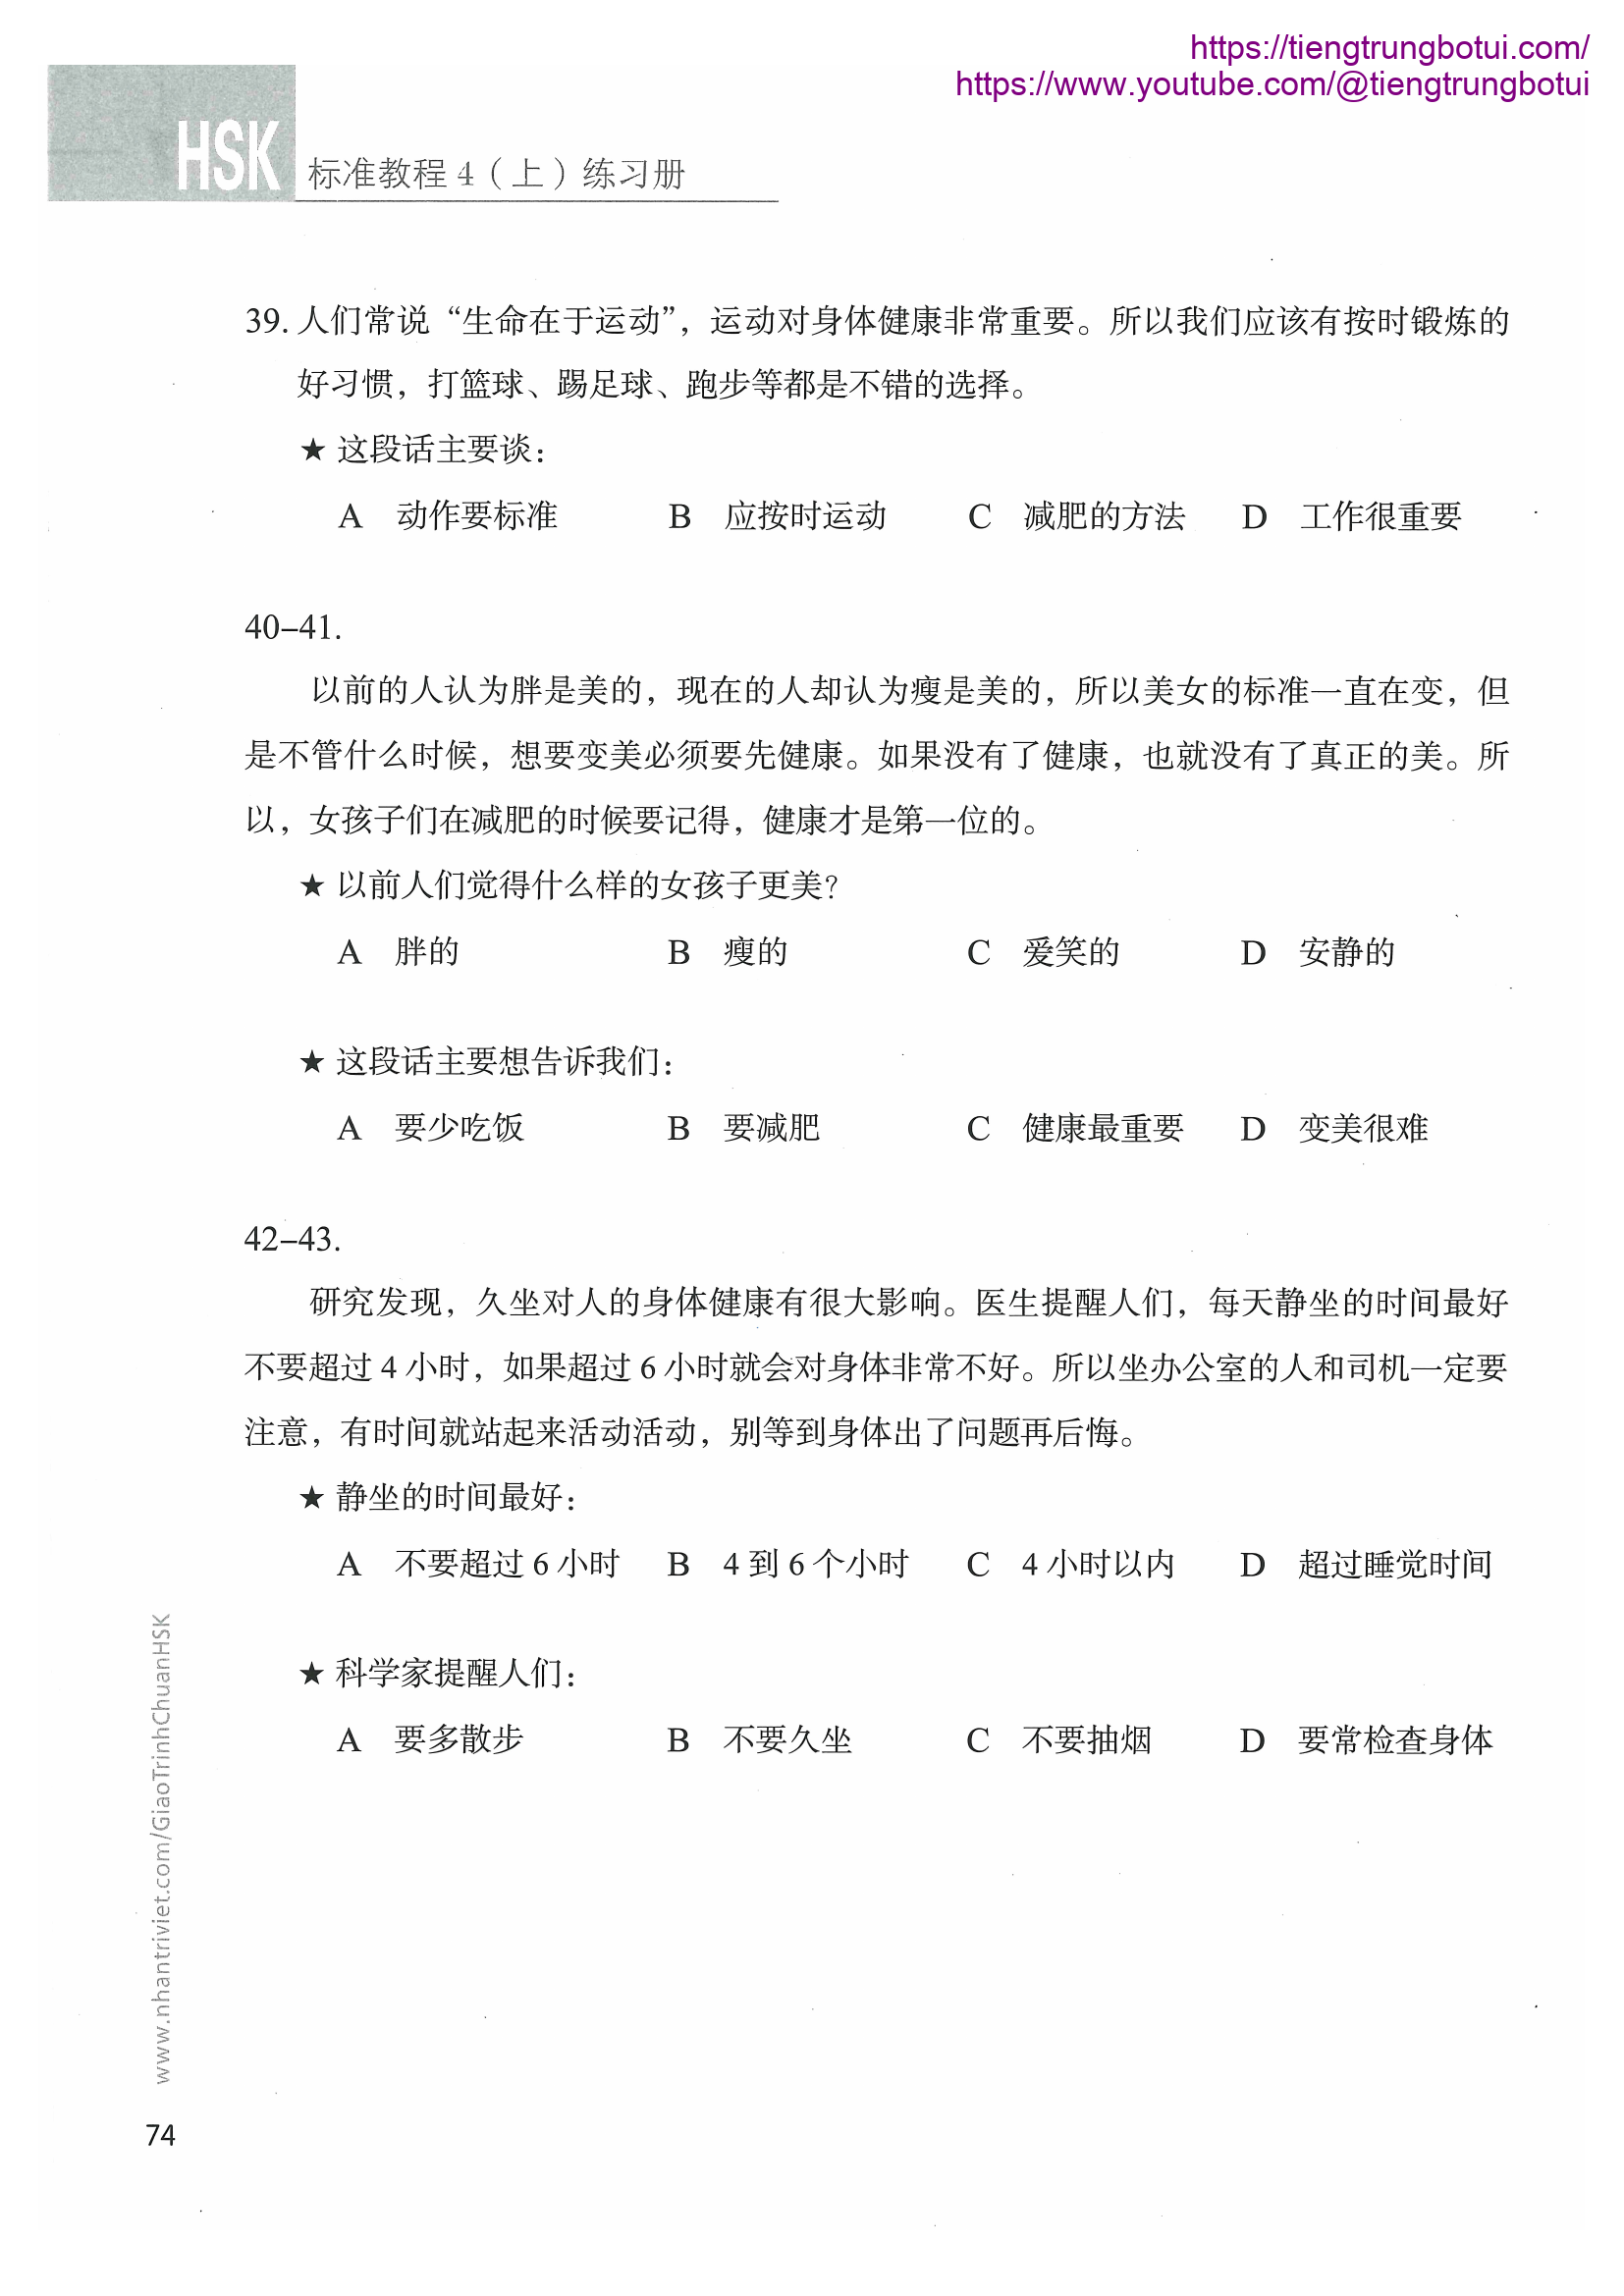 https://tiengtrungbotui.com/
https://www.youtube.com/@tiengtrungbotui
HSK 标准教程 4（上）练习册
39. 人们常说“生命在于运动”，运动对身体健康非常重要。所以我们应该有按时锻炼的
好习惯，打篮球、踢足球、跑步等都是不错的选择。
★ 这段话主要谈：
A 动作要标准 B 应按时运动 C 减肥的方法 D 工作很重要
40–41.
以前的人认为胖是美的，现在的人却认为瘦是美的，所以美女的标准一直在变，但
是不管什么时候，想要变美必须要先健康。如果没有了健康，也就没有了真正的美。所
以，女孩子们在减肥的时候要记得，健康才是第一位的。
★ 以前人们觉得什么样的女孩子更美？
A 胖的 B 瘦的 C 爱笑的 D 安静的
★ 这段话主要想告诉我们：
A 要少吃饭 B 要减肥 C 健康最重要 D 变美很难
42–43.
研究发现，久坐对人的身体健康有很大影响。医生提醒人们，每天静坐的时间最好
不要超过 4 小时，如果超过 6 小时就会对身体非常不好。所以坐办公室的人和司机一定要
注意，有时间就站起来活动活动，别等到身体出了问题再后悔。
★ 静坐的时间最好：
A 不要超过 6 小时 B 4 到 6 个小时 C 4 小时以内 D 超过睡觉时间
★ 科学家提醒人们：
A 要多散步 B 不要久坐 C 不要抽烟 D 要常检查身体
www.nhantriviet.com/GiaoTrinhChuanHSK
74